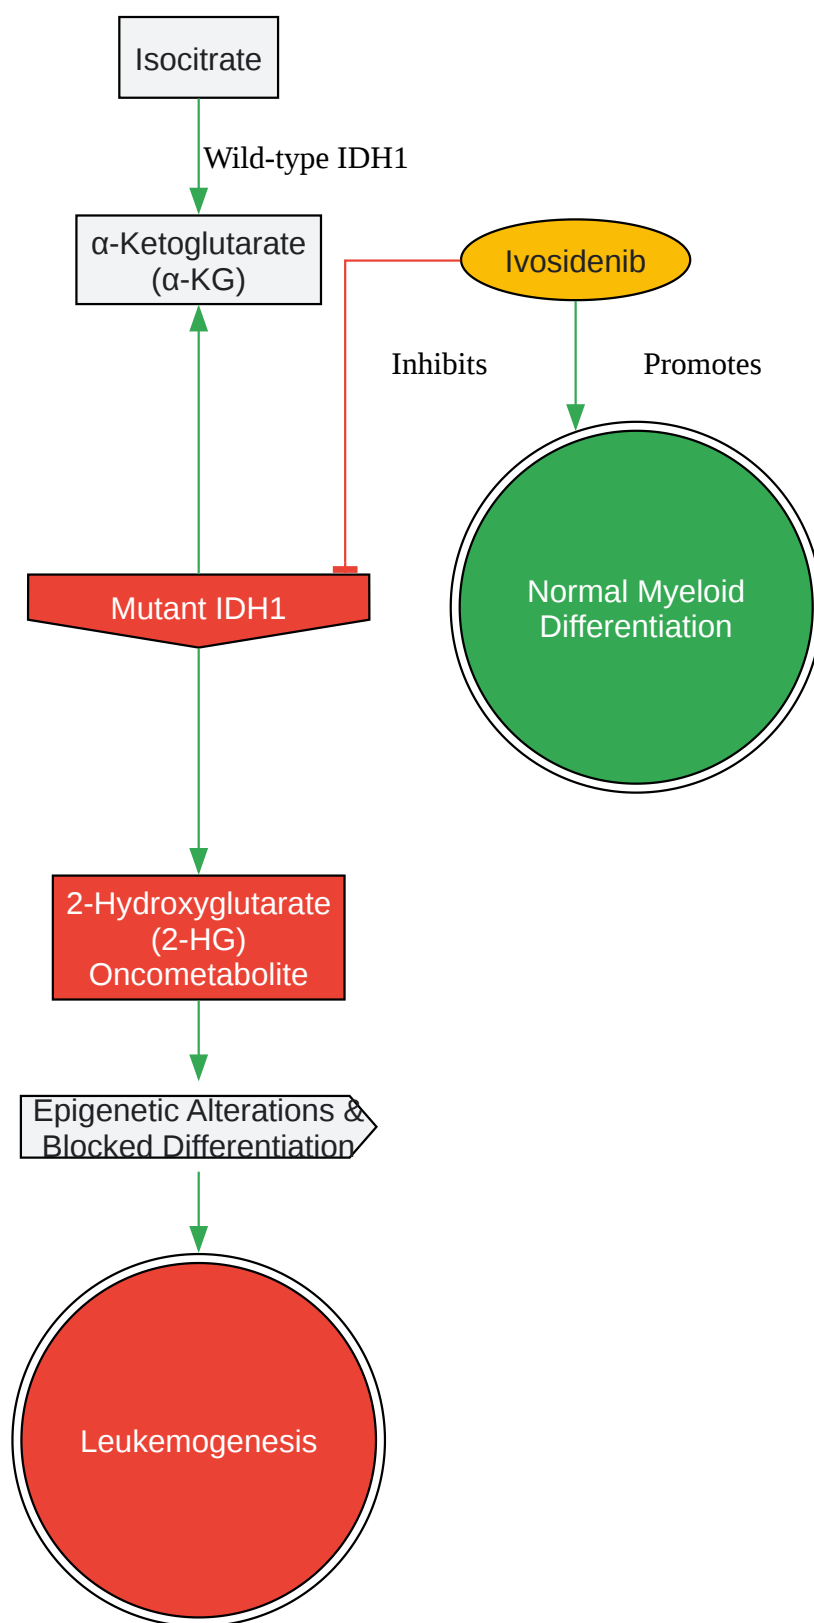 Isocitrate
Wild-type IDH1
α-Ketoglutarate
(α-KG)
Ivosidenib
Inhibits
Promotes
Normal Myeloid
Differentiation
Mutant IDH1
2-Hydroxyglutarate
(2-HG)
Oncometabolite
Epigenetic Alterations &
Blocked Differentiation
Leukemogenesis